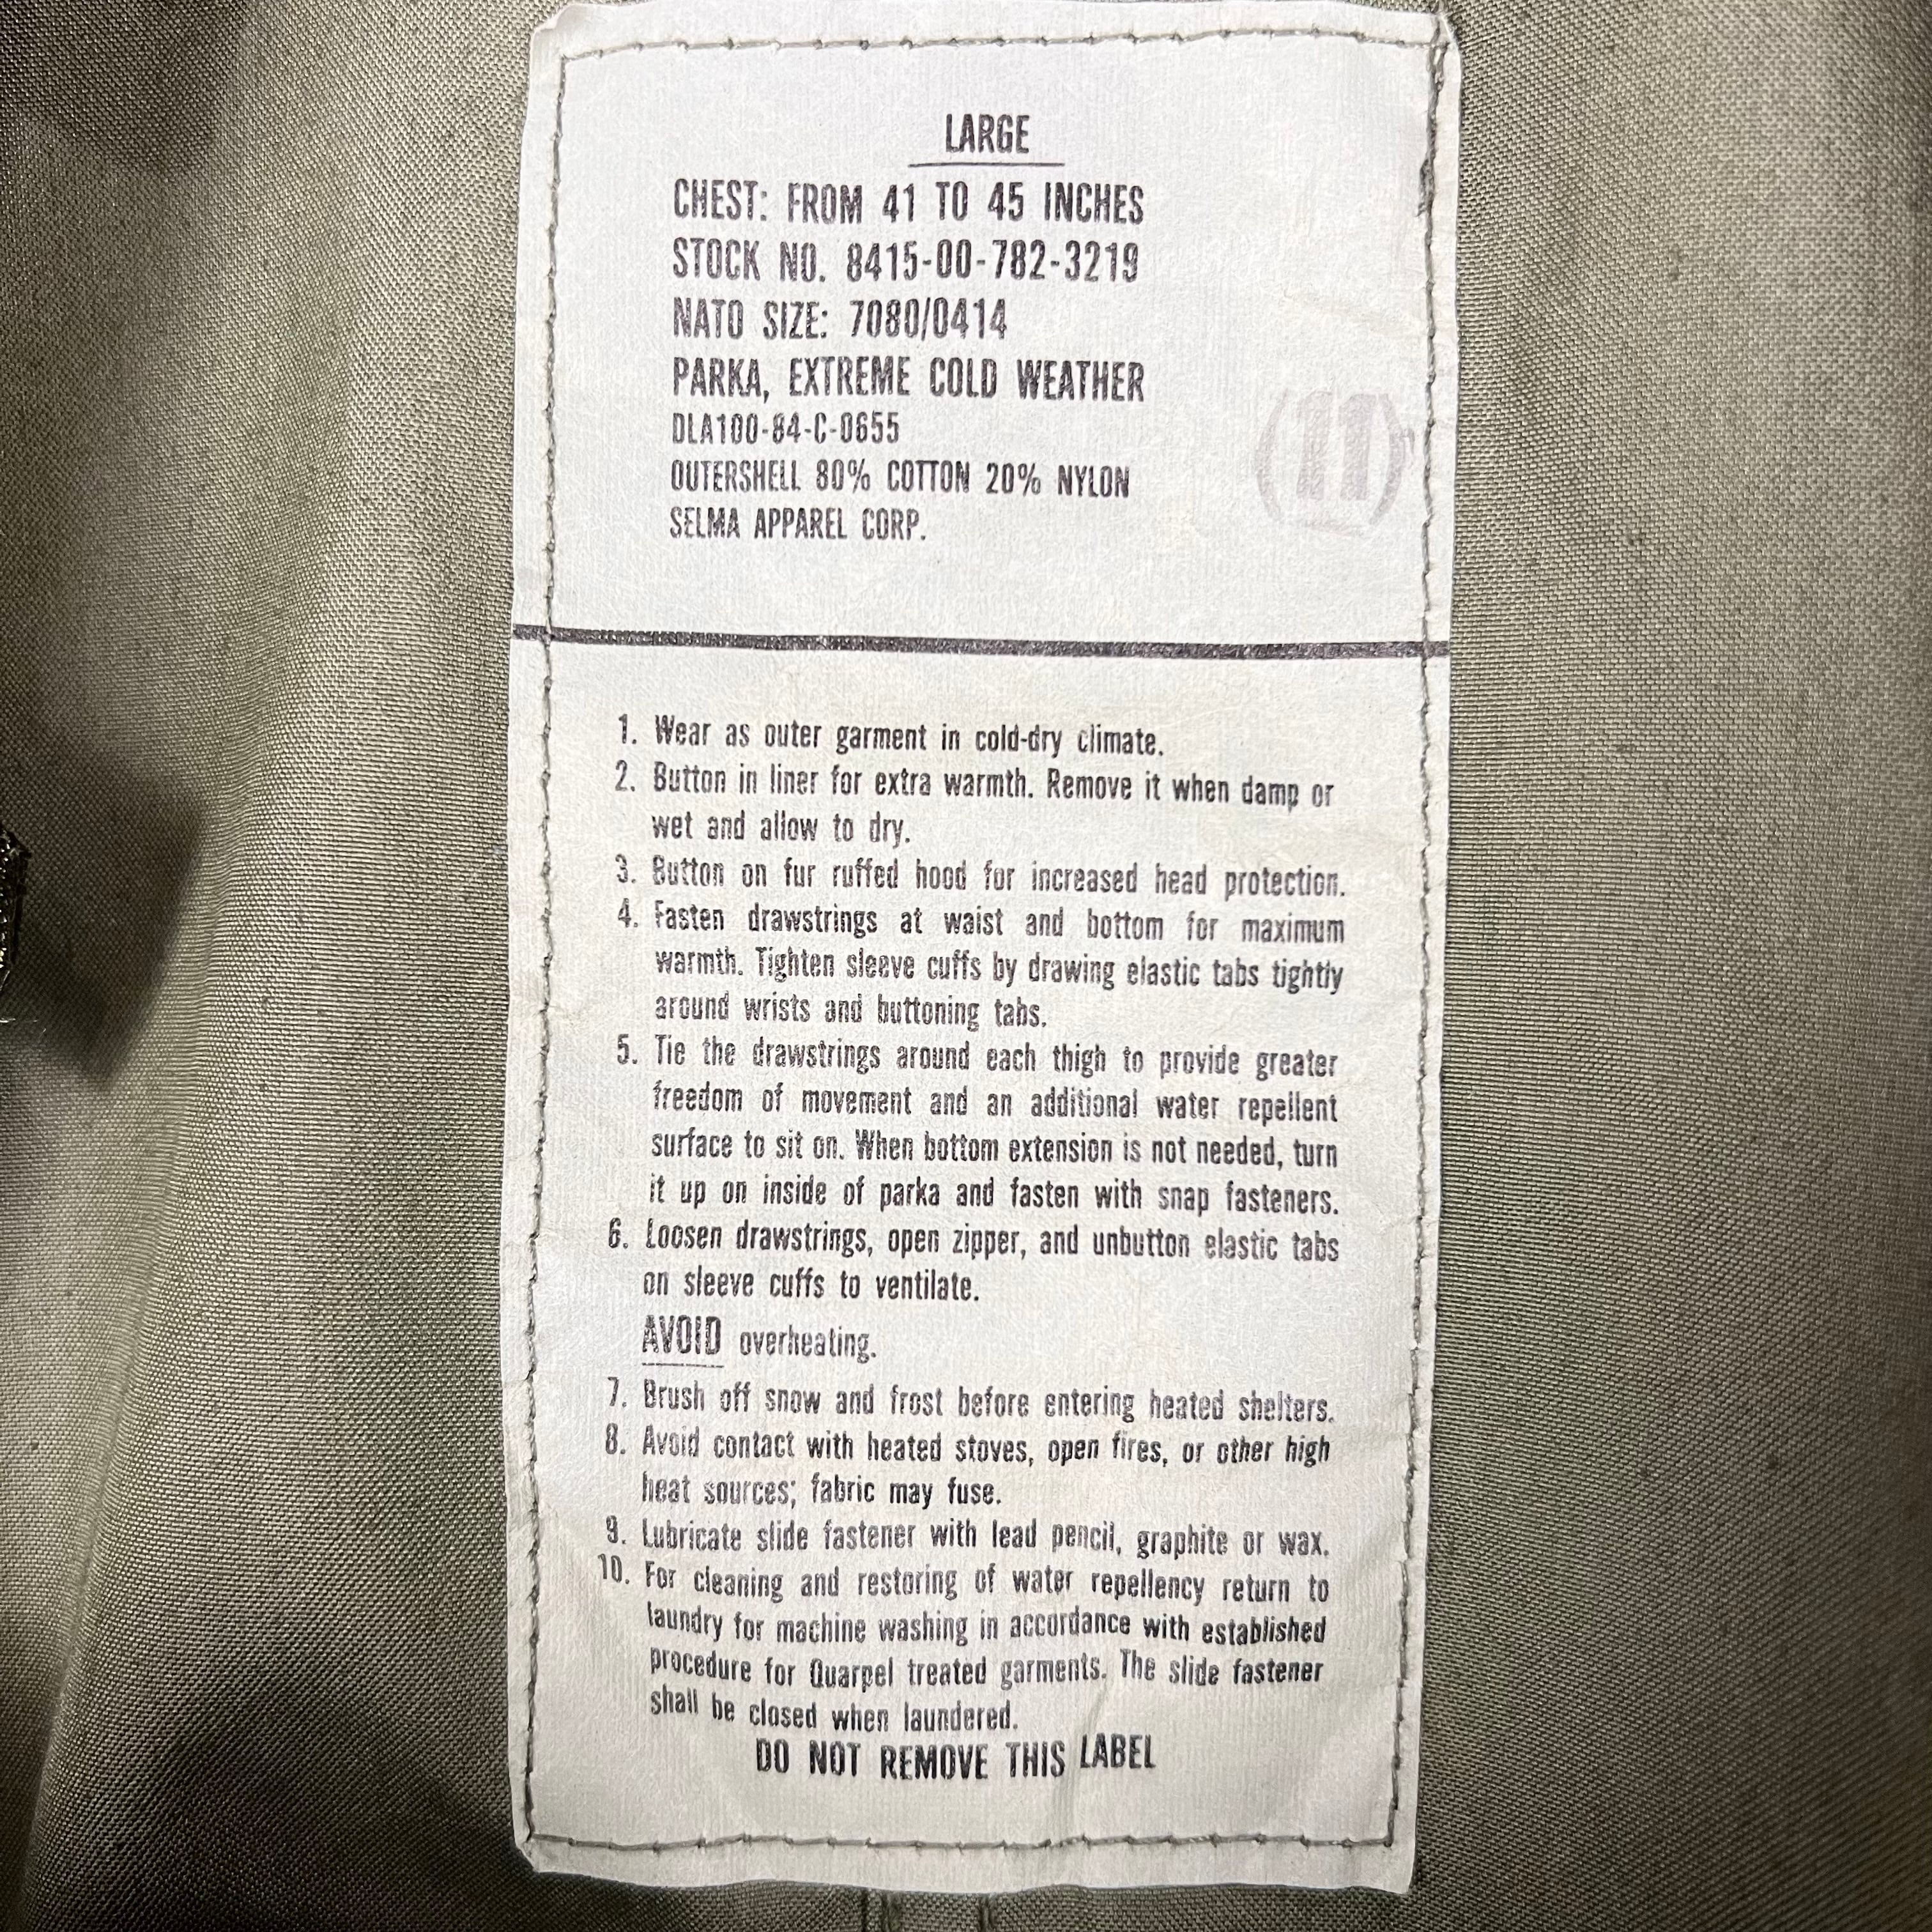 LARGE
CHEST: FROM 41 TO 45 INCHES
STOCK NO. 8415-00-782-3219
NATO SIZE: 7080/0414
PARKA, EXTREME COLD WEATHER
DLA100-84-C-0655
(11)
OUTERSHELL 80% COTTON 20% NYLON
SELMA APPAREL CORP.
1. Wear as outer garment in cold-dry climate.
2. Button in liner for extra warmth. Remove it when damp or
wet and allow to dry.
3. Button on fur ruffed hood for increased head protection.
4. Fasten drawstrings at waist and bottom for maximum
warmth. Tighten sleeve cuffs by drawing elastic tabs tightly
around wrists and buttoning tabs.
5. Tie the drawstrings around each thigh to provide greater
freedom of movement and an additional water repellent
surface to sit on. When bottom extension is not needed, turn
it up on inside of parka and fasten with snap fasteners.
6. Loosen drawstrings, open zipper, and unbutton elastic tabs
on sleeve cuffs to ventilate.
AVOID overheating.
7. Brush off snow and frost before entering heated shelters.
8. Avoid contact with heated stoves, open fires, or other high
heat sources; fabric may fuse.
9. Lubricate slide fastener with lead pencil, graphite or wax.
10. For cleaning and restoring of water repellency return to
laundry for machine washing in accordance with established
procedure for Quarpel treated garments. The slide fastener
shall be closed when laundered.
DO NOT REMOVE THIS LABEL